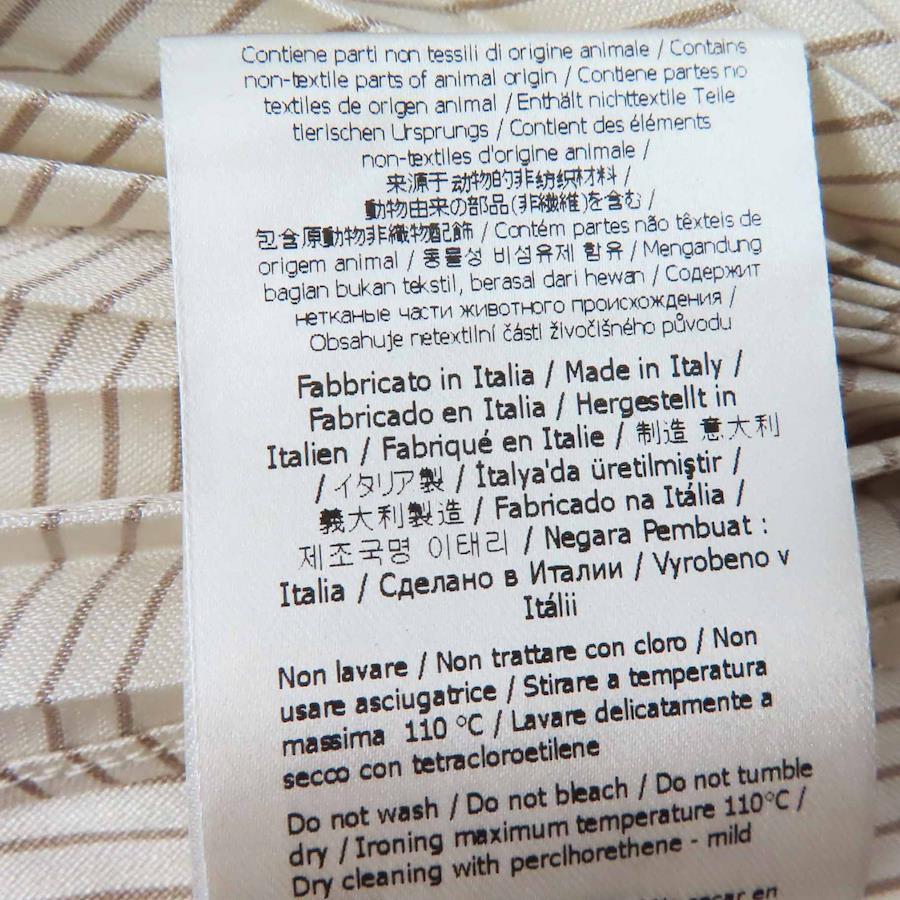 Contiene parti non tessili di origine animale / Contains
non-textile parts of animal origin / Contiene partes no
textiles de origen animal / Enthält nichttextile Teile
tierischen Ursprungs / Contient des éléments
non-textiles d'origine animale /
来源于动物的非纺织材料 /
動物由来の部品(非繊維)を含む /
包含原動物非織物配飾 / Contém partes não têxteis de
origem animal / 동물성 비섬유제 함유 / Mengandung
bagian bukan tekstil, berasal dari hewan / Содержит
нетканые части животного происхождения /
Obsahuje netextilní části živočišného původu
Fabbricato in Italia / Made in Italy /
Fabricado en Italia / Hergestellt in
Italien / Fabriqué en Italie / 制造 意大利
/ イタリア製 / İtalya'da üretilmiştir /
義大利製造 / Fabricado na Itália /
제조국명 이태리 / Negara Pembuat :
Italia / Сделано в Италии / Vyrobeno v
Itálii
Non lavare / Non trattare con cloro / Non
usare asciugatrice / Stirare a temperatura
massima 110 °C / Lavare delicatamente a
secco con tetracloroetilene
Do not wash / Do not bleach / Do not tumble
dry / Ironing maximum temperature 110°C /
Dry cleaning with perclhorethene - mild
secar en